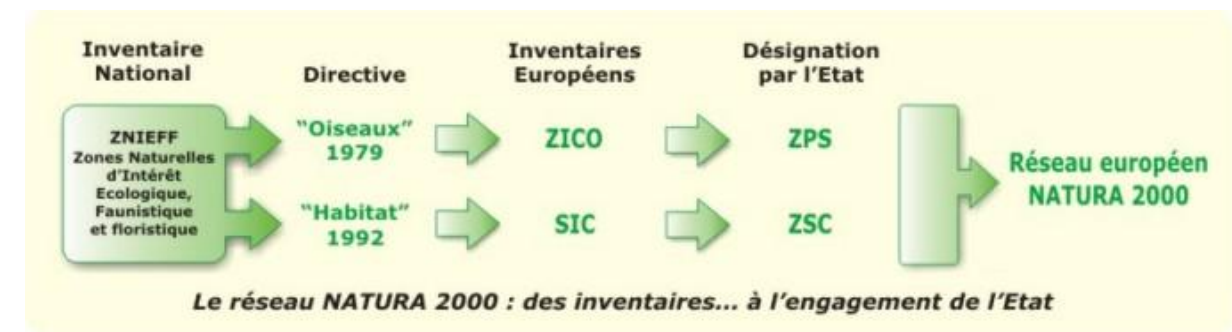 Inventaire
National
Directive
Inventaires
Européens
Désignation
par l'Etat
ZNIEFF
Zones Naturelles
d'Intérêt
Ecologique,
Faunistique
et floristique
"Oiseaux"
1979
ZICO
ZPS
"Habitat"
1992
SIC
ZSC
Réseau européen
NATURA 2000
Le réseau NATURA 2000 : des inventaires... à l'engagement de l'Etat